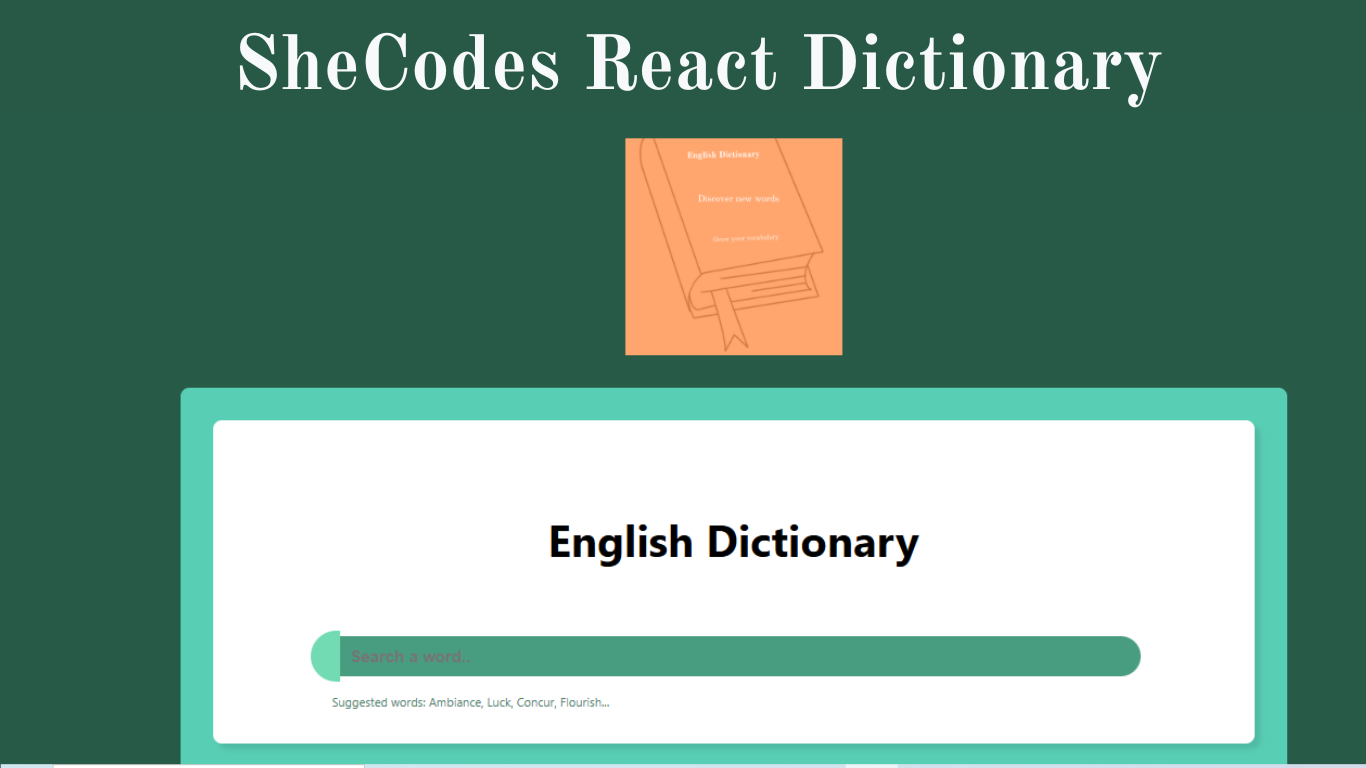 SheCodes React Dictionary
English Dictionary
Discover new words
Grow your vocabulary
English Dictionary
Search a word..
Suggested words: Ambiance, Luck, Concur, Flourish...